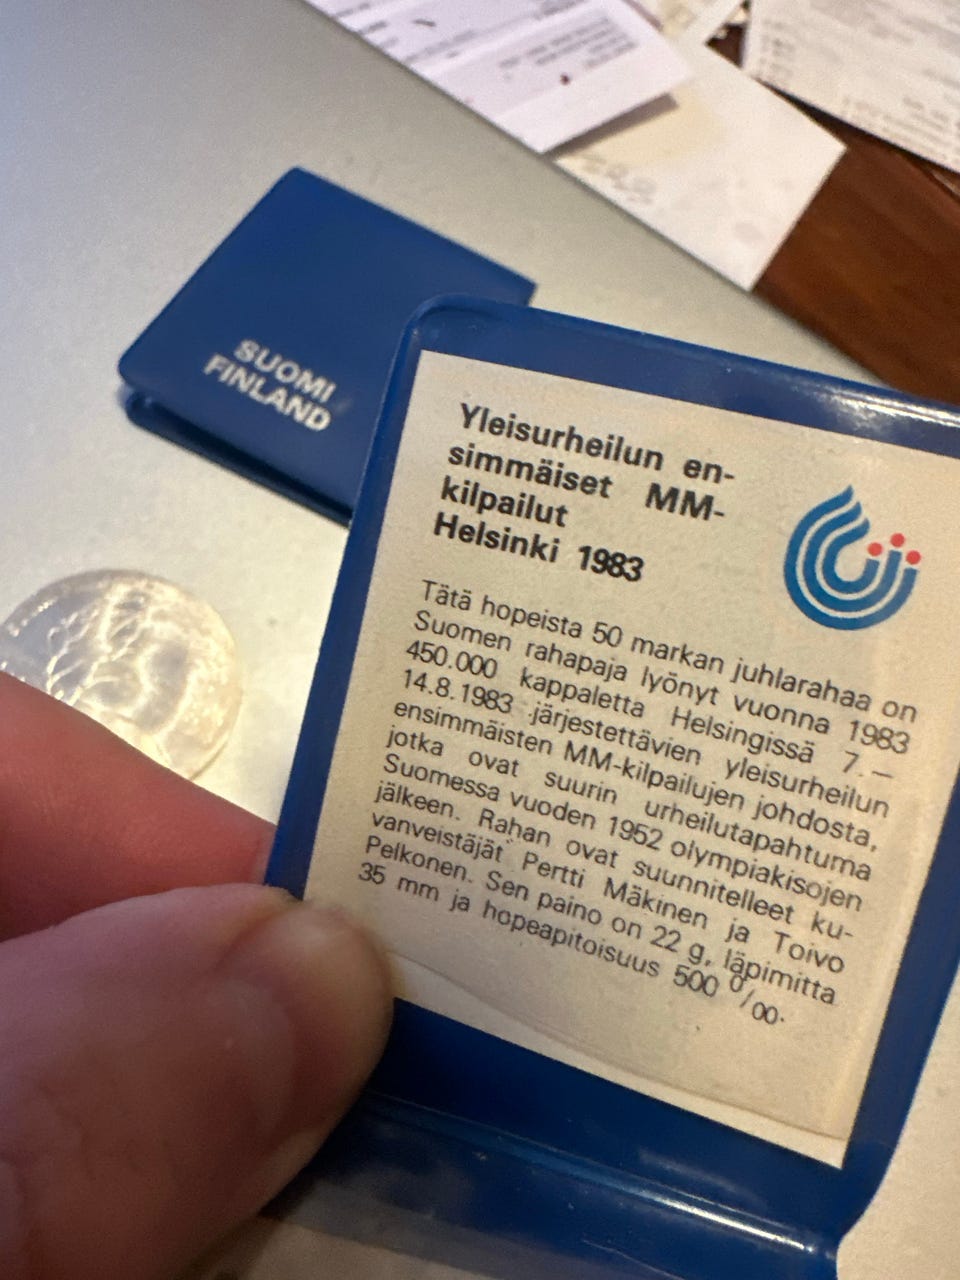 SUOMI
FINLAND
Yleisurheilun en-
simmäiset MM-
kilpailut
Helsinki 1983
Tätä hopeista 50 markan juhlarahaa on
Suomen rahapaja lyönyt vuonna 1983
450.000 kappaletta Helsingissä 7.—
14.8.1983 järjestettävien yleisurheilun
ensimmäisten MM-kilpailujen johdosta,
jotka ovat suurin urheilutapahtuma
Suomessa vuoden 1952 olympiakisojen
jälkeen. Rahan ovat suunnitelleet ku-
vanveistäjät Pertti Mäkinen ja Toivo
Pelkonen. Sen paino on 22 g, läpimitta
35 mm ja hopeapitoisuus 500 0/00.